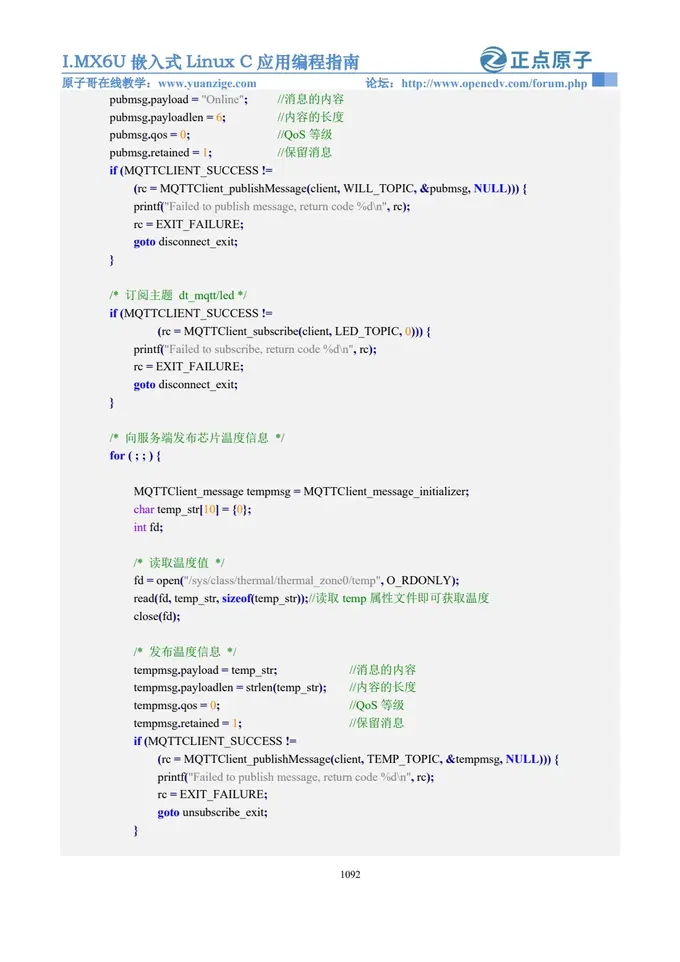 I.MX6U 嵌入式 Linux C 应用编程指南
正点原子
原子哥在线教学：www.yuanzige.com 论坛：http://www.openedv.com/forum.php
pubmsg.payload = "Online"; //消息的内容
pubmsg.payloadlen = 6; //内容的长度
pubmsg.qos = 0; //QoS 等级
pubmsg.retained = 1; //保留消息
if (MQTTCLIENT_SUCCESS !=
(rc = MQTTClient_publishMessage(client, WILL_TOPIC, &pubmsg, NULL))) {
printf("Failed to publish message, return code %d\n", rc);
rc = EXIT_FAILURE;
goto disconnect_exit;
}
/* 订阅主题 dt_mqtt/led */
if (MQTTCLIENT_SUCCESS !=
(rc = MQTTClient_subscribe(client, LED_TOPIC, 0))) {
printf("Failed to subscribe, return code %d\n", rc);
rc = EXIT_FAILURE;
goto disconnect_exit;
}
/* 向服务端发布芯片温度信息 */
for ( ; ; ) {
MQTTClient_message tempmsg = MQTTClient_message_initializer;
char temp_str[10] = {0};
int fd;
/* 读取温度值 */
fd = open("/sys/class/thermal/thermal_zone0/temp", O_RDONLY);
read(fd, temp_str, sizeof(temp_str));//读取 temp 属性文件即可获取温度
close(fd);
/* 发布温度信息 */
tempmsg.payload = temp_str; //消息的内容
tempmsg.payloadlen = strlen(temp_str); //内容的长度
tempmsg.qos = 0; //QoS 等级
tempmsg.retained = 1; //保留消息
if (MQTTCLIENT_SUCCESS !=
(rc = MQTTClient_publishMessage(client, TEMP_TOPIC, &tempmsg, NULL))) {
printf("Failed to publish message, return code %d\n", rc);
rc = EXIT_FAILURE;
goto unsubscribe_exit;
}
1092